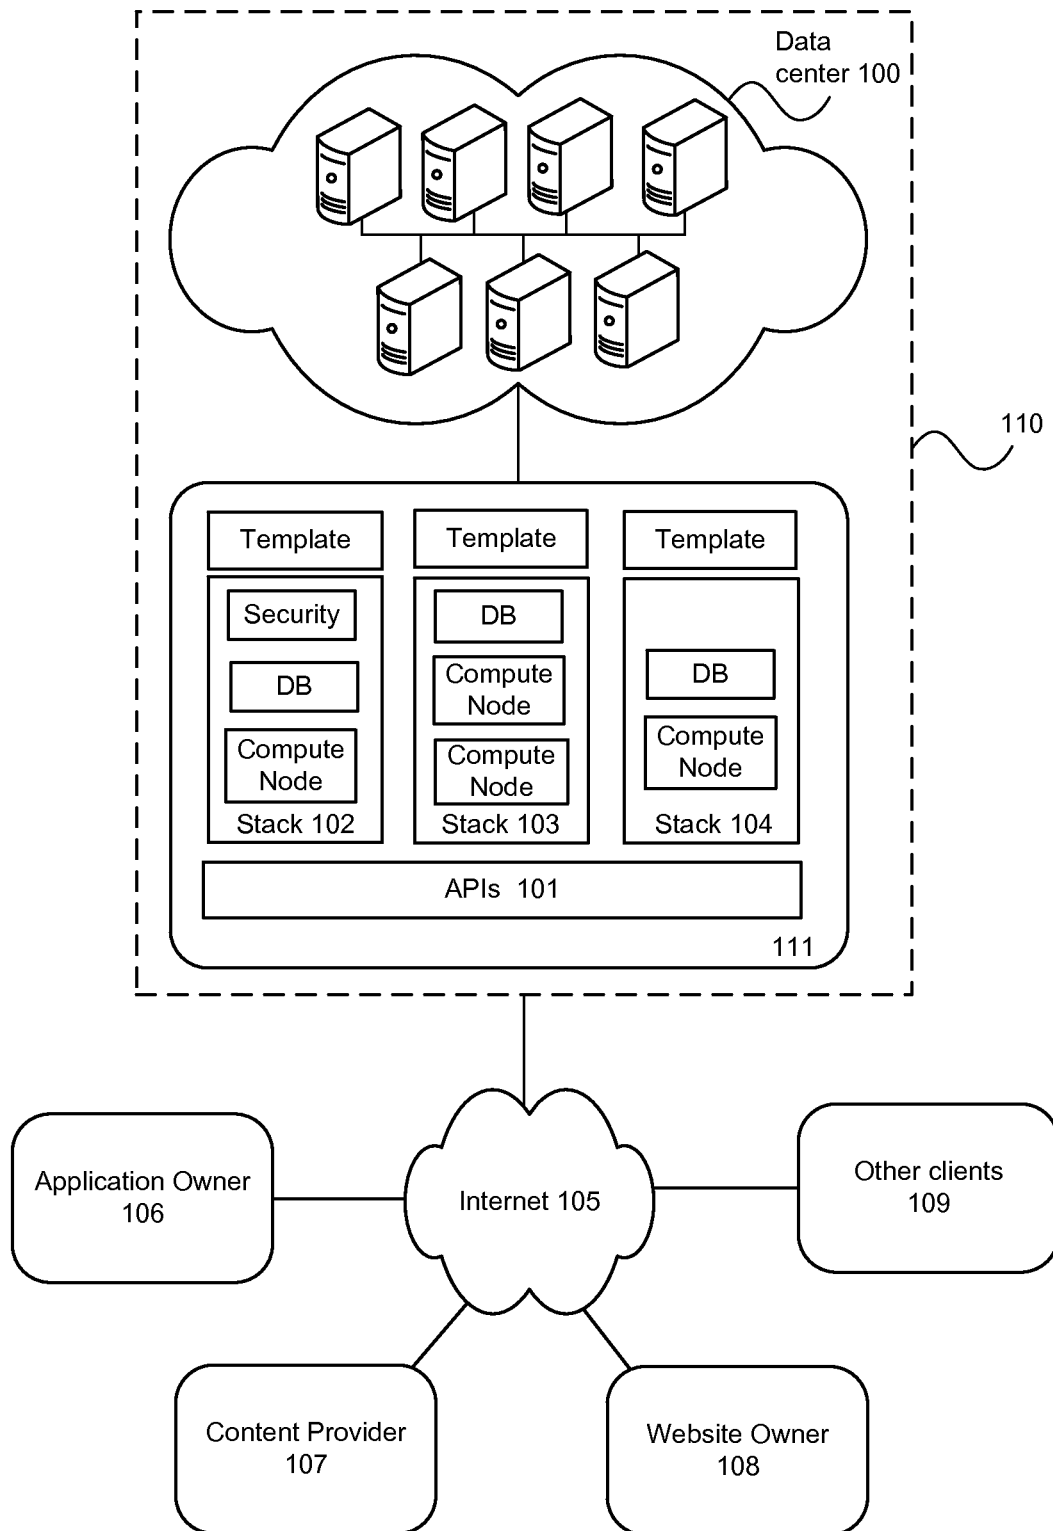 Data
center 100
110
Template
Template
Template
Security
DB
Compute
Node
Stack 102
DB
Compute
Node
Compute
Node
Stack 103
DB
Compute
Node
Stack 104
APIs 101
111
Application Owner
106
Internet 105
Other clients
109
Content Provider
107
Website Owner
108